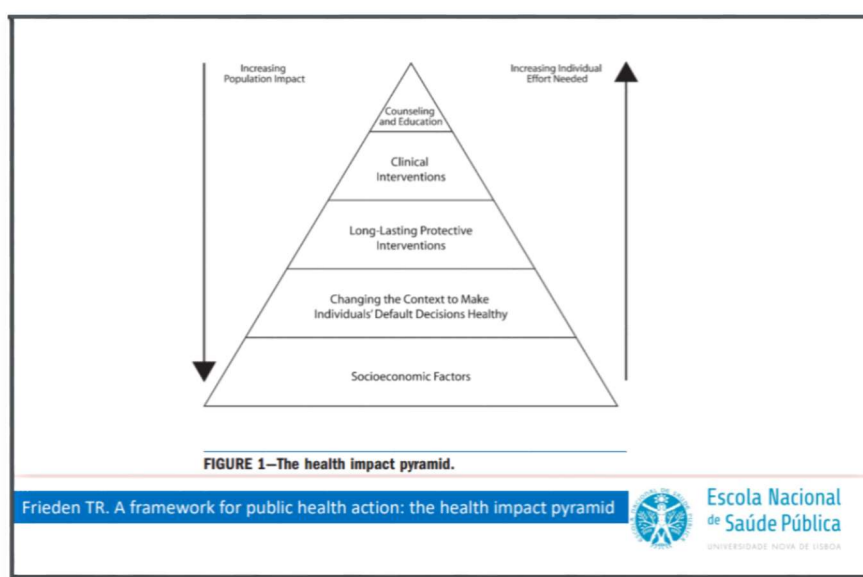 Increasing
Population Impact
Increasing Individual
Effort Needed
Counseling
and Education
Clinical
Interventions
Long-Lasting Protective
Interventions
Changing the Context to Make
Individuals' Default Decisions Healthy
Socioeconomic Factors
FIGURE 1—The health impact pyramid.
Frieden TR. A framework for public health action: the health impact pyramid
Escola Nacional
de Saúde Pública
UNIVERSIDADE NOVA DE LISBOA